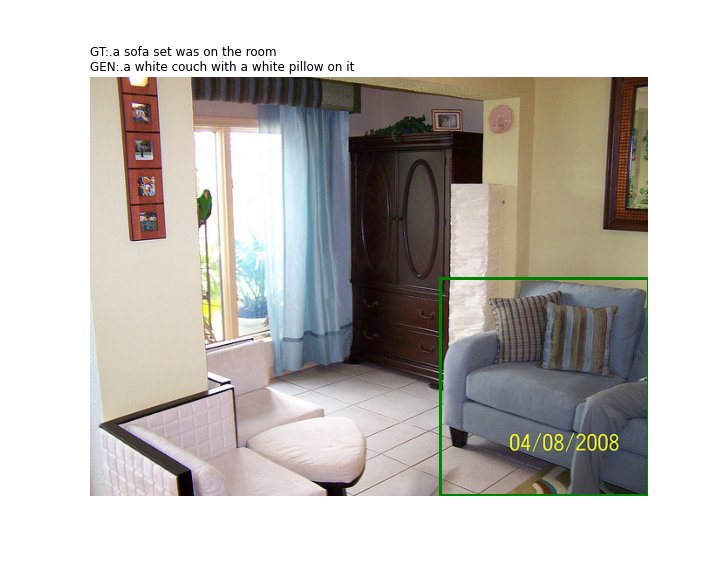 GT:.a sofa set was on the room
GEN:.a white couch with a white pillow on it
04/08/2008